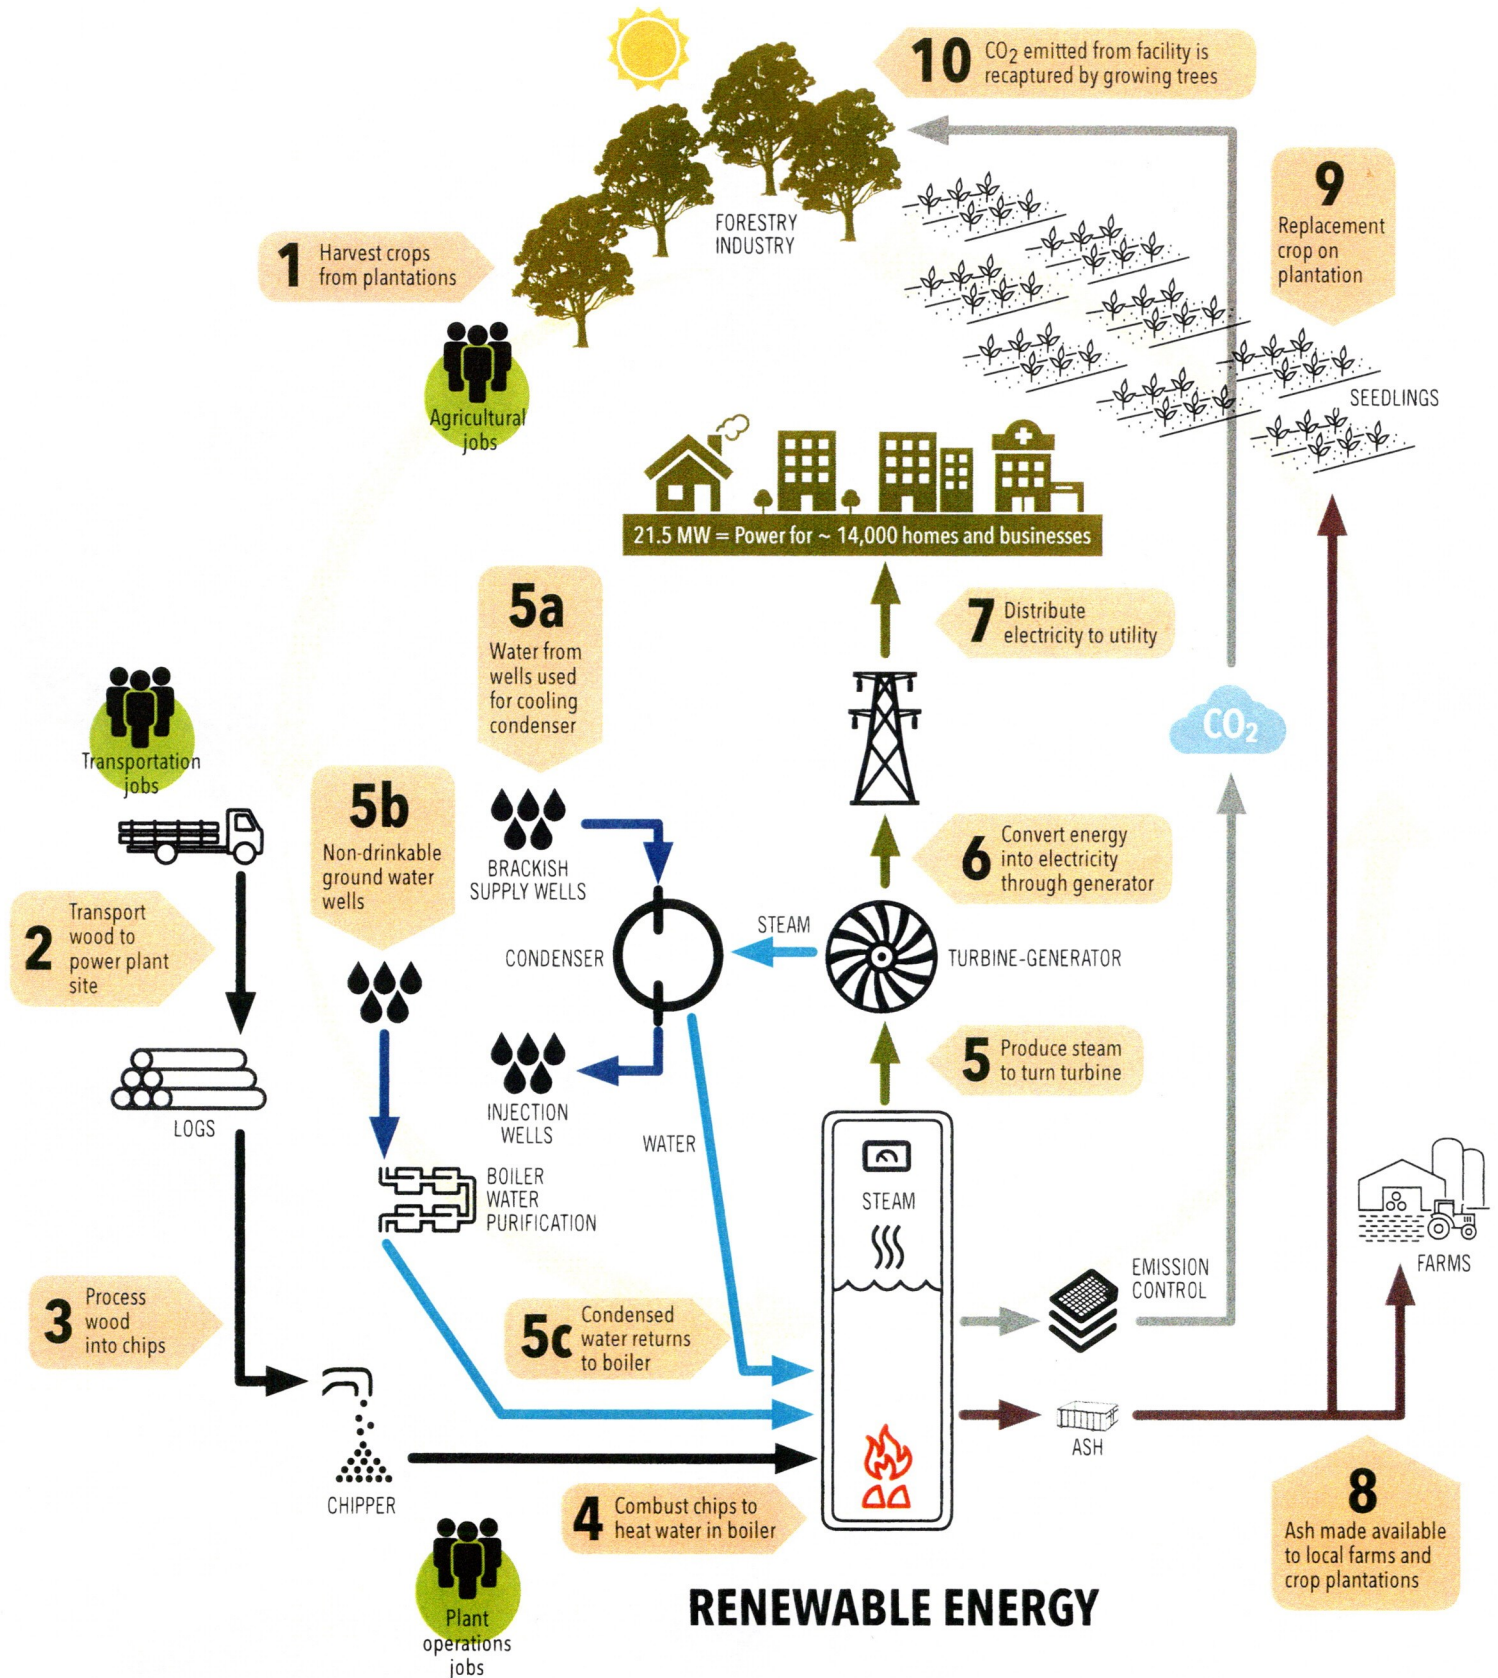 10
CO₂ emitted from facility is
recaptured by growing trees
9
Replacement
crop on
plantation
FORESTRY
INDUSTRY
1
Harvest crops
from plantations
SEEDLINGS
Agricultural
jobs
21.5 MW = Power for ~ 14,000 homes and businesses
5a
Water from
wells used
for cooling
condenser
7
Distribute
electricity to utility
Transportation
jobs
CO₂
5b
Non-drinkable
ground water
wells
BRACKISH
SUPPLY WELLS
6
Convert energy
into electricity
through generator
2
Transport
wood to
power plant
site
STEAM
CONDENSER
TURBINE-GENERATOR
5
Produce steam
to turn turbine
INJECTION
WELLS
LOGS
WATER
BOILER
WATER
PURIFICATION
STEAM
EMISSION
CONTROL
FARMS
3
Process
wood
into chips
5c
Condensed
water returns
to boiler
ASH
CHIPPER
4
Combust chips to
heat water in boiler
8
Ash made available
to local farms and
crop plantations
Plant
operations
jobs
RENEWABLE ENERGY